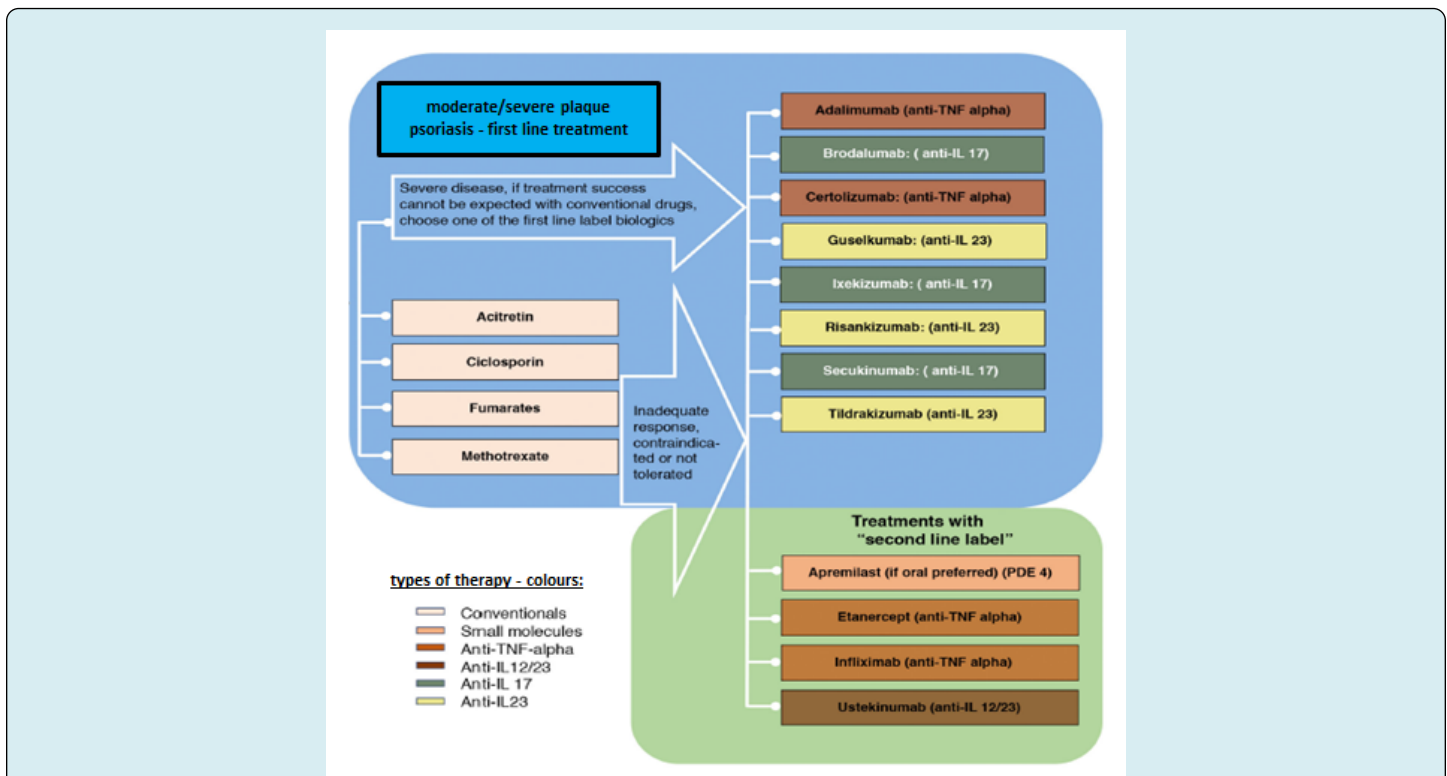 moderate/severe plaque
psoriasis - first line treatment
Severe disease, if treatment success
cannot be expected with conventional drugs,
choose one of the first line label biologics
Acitretin
Ciclosporin
Fumarates
Methotrexate
Inadequate
response,
contraindica-
ted or not
tolerated
Adalimumab (anti-TNF alpha)
Brodalumab: ( anti-IL 17)
Certolizumab: (anti-TNF alpha)
Guselkumab: (anti-IL 23)
Ixekizumab: ( anti-IL 17)
Risankizumab: (anti-IL 23)
Secukinumab: ( anti-IL 17)
Tildrakizumab (anti-IL 23)
Treatments with
“second line label”
Apremilast (if oral preferred) (PDE 4)
Etanercept (anti-TNF alpha)
Infliximab (anti-TNF alpha)
Ustekinumab (anti-IL 12/23)
types of therapy - colours:
Conventionals
Small molecules
Anti-TNF-alpha
Anti-IL12/23
Anti-IL 17
Anti-IL23